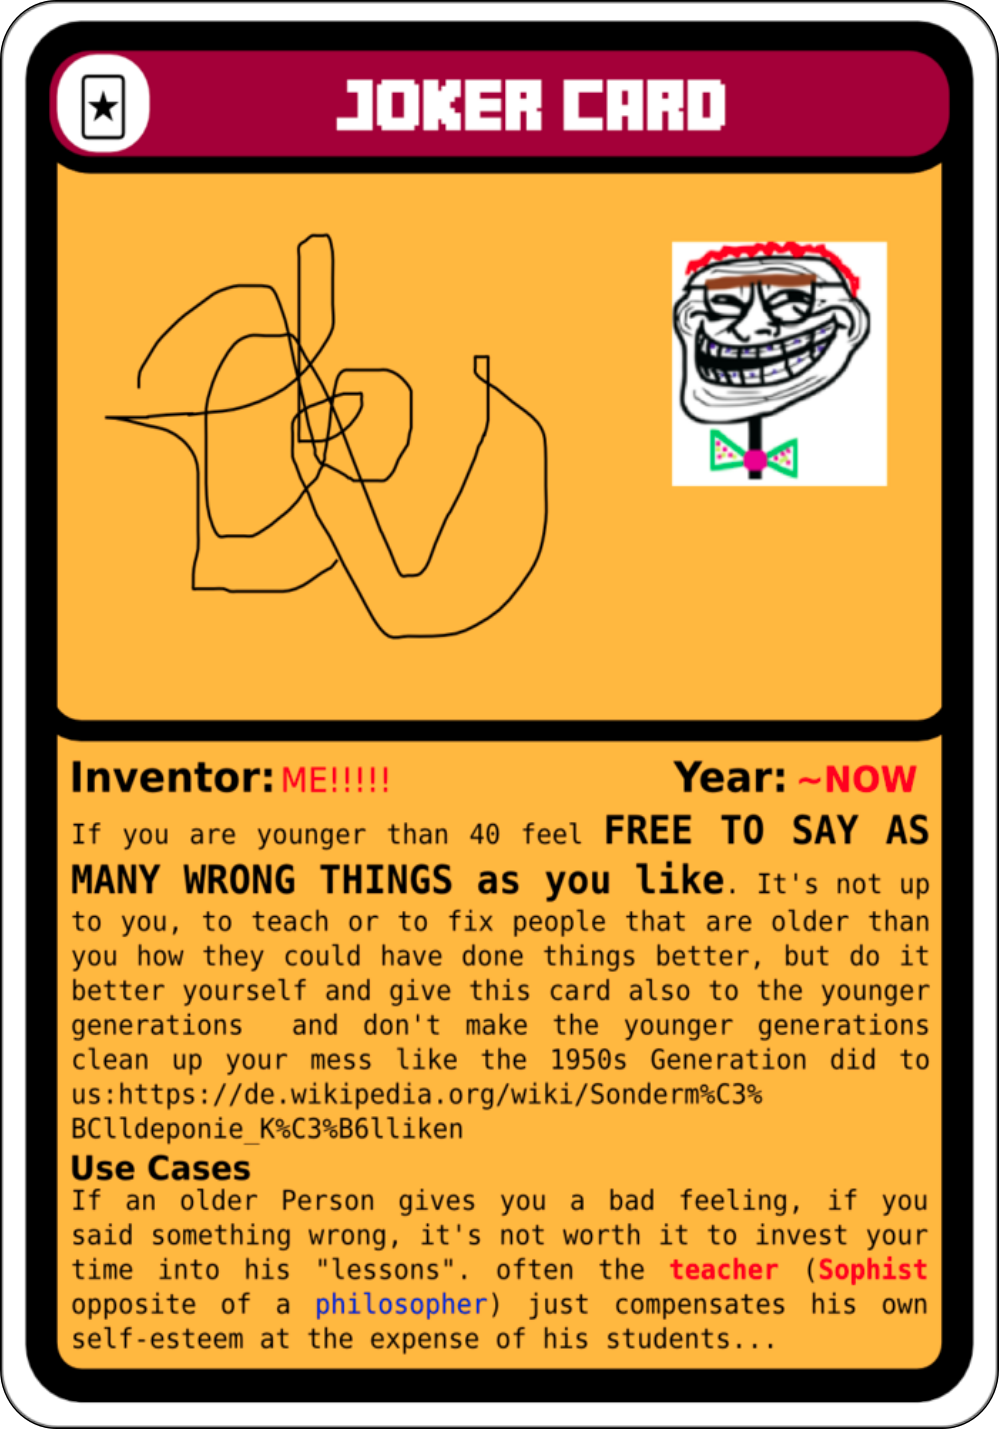 JOKER CARD
Inventor: ME!!!!!
Year: ~NOW
If you are younger than 40 feel FREE TO SAY AS
MANY WRONG THINGS as you like. It's not up
to you, to teach or to fix people that are older than
you how they could have done things better, but do it
better yourself and give this card also to the younger
generations and don't make the younger generations
clean up your mess like the 1950s Generation did to
us:https://de.wikipedia.org/wiki/Sonderm%C3%
BClldeponie_K%C3%B6lliken
Use Cases
If an older Person gives you a bad feeling, if you
said something wrong, it's not worth it to invest your
time into his "lessons". often the teacher (Sophist
opposite of a philosopher) just compensates his own
self-esteem at the expense of his students...